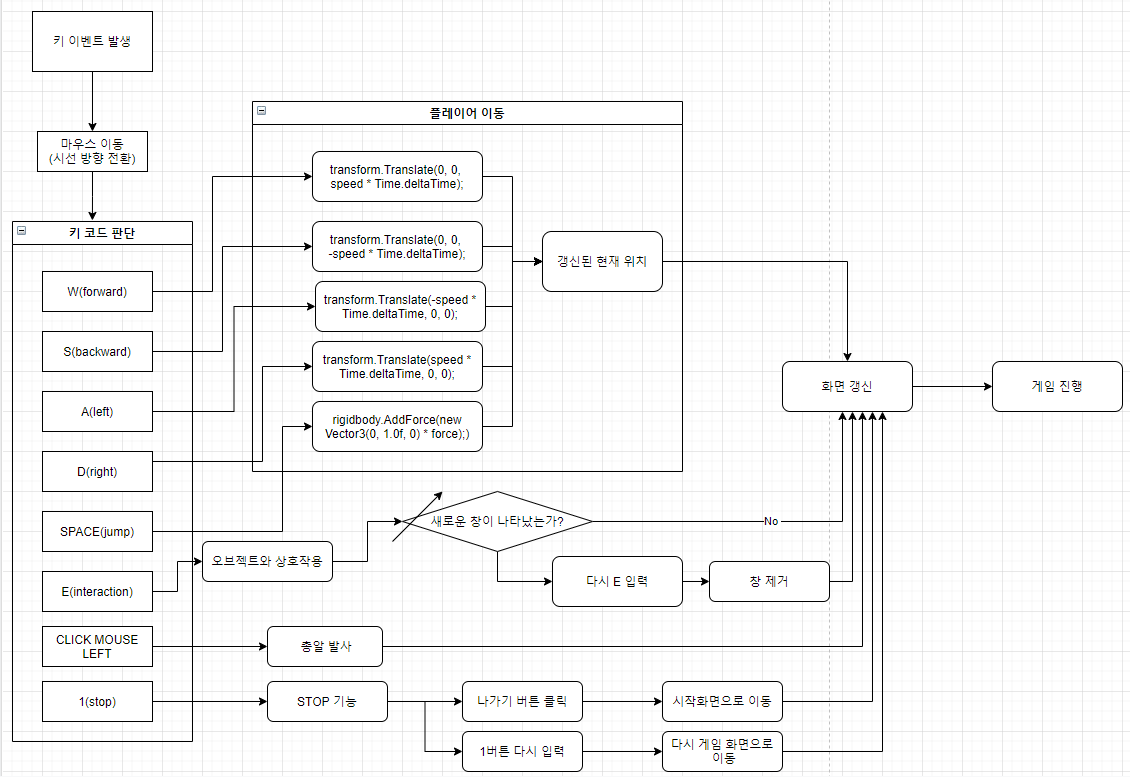 키 이벤트 발생
마우스 이동
(시선 방향 전환)
키 코드 판단
W(forward)
S(backward)
A(left)
D(right)
SPACE(jump)
E(interaction)
CLICK MOUSE
LEFT
1(stop)
플레이어 이동
transform.Translate(0, 0,
speed * Time.deltaTime);
transform.Translate(0, 0,
-speed * Time.deltaTime);
transform.Translate(-speed *
Time.deltaTime, 0, 0);
transform.Translate(speed *
Time.deltaTime, 0, 0);
rigidbody.AddForce(new
Vector3(0, 1.0f, 0) * force);)
갱신된 현재 위치
화면 갱신
게임 진행
오브젝트와 상호작용
새로운 창이 나타났는가?
No
다시 E 입력
창 제거
총알 발사
STOP 기능
나가기 버튼 클릭
시작화면으로 이동
1버튼 다시 입력
다시 게임 화면으로
이동